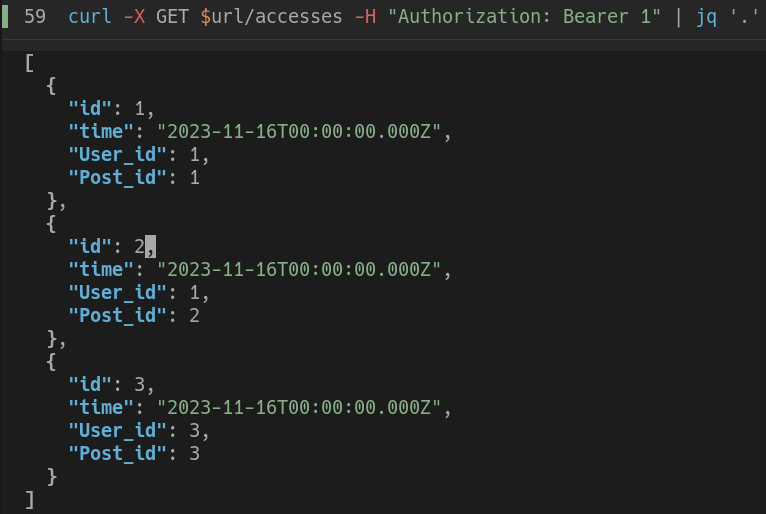 59  curl -X GET $url/accesses -H "Authorization: Bearer 1" | jq '.'
[
  {
    "id": 1,
    "time": "2023-11-16T00:00:00.000Z",
    "User_id": 1,
    "Post_id": 1
  },
  {
    "id": 2,
    "time": "2023-11-16T00:00:00.000Z",
    "User_id": 1,
    "Post_id": 2
  },
  {
    "id": 3,
    "time": "2023-11-16T00:00:00.000Z",
    "User_id": 3,
    "Post_id": 3
  }
]